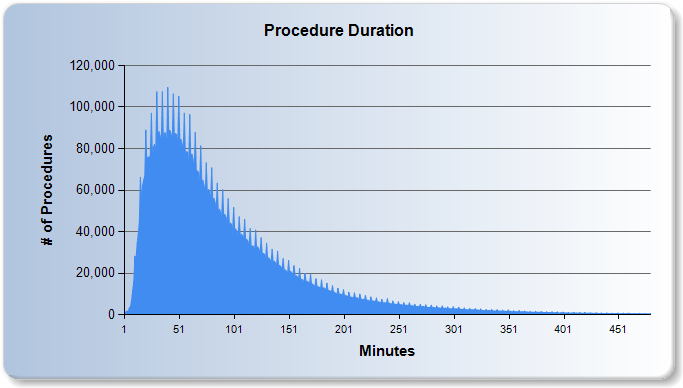 Procedure Duration
120,000
100,000
80,000
60,000
40,000
20,000
0
# of Procedures
1 51 101 151 201 251 301 351 401 451
Minutes